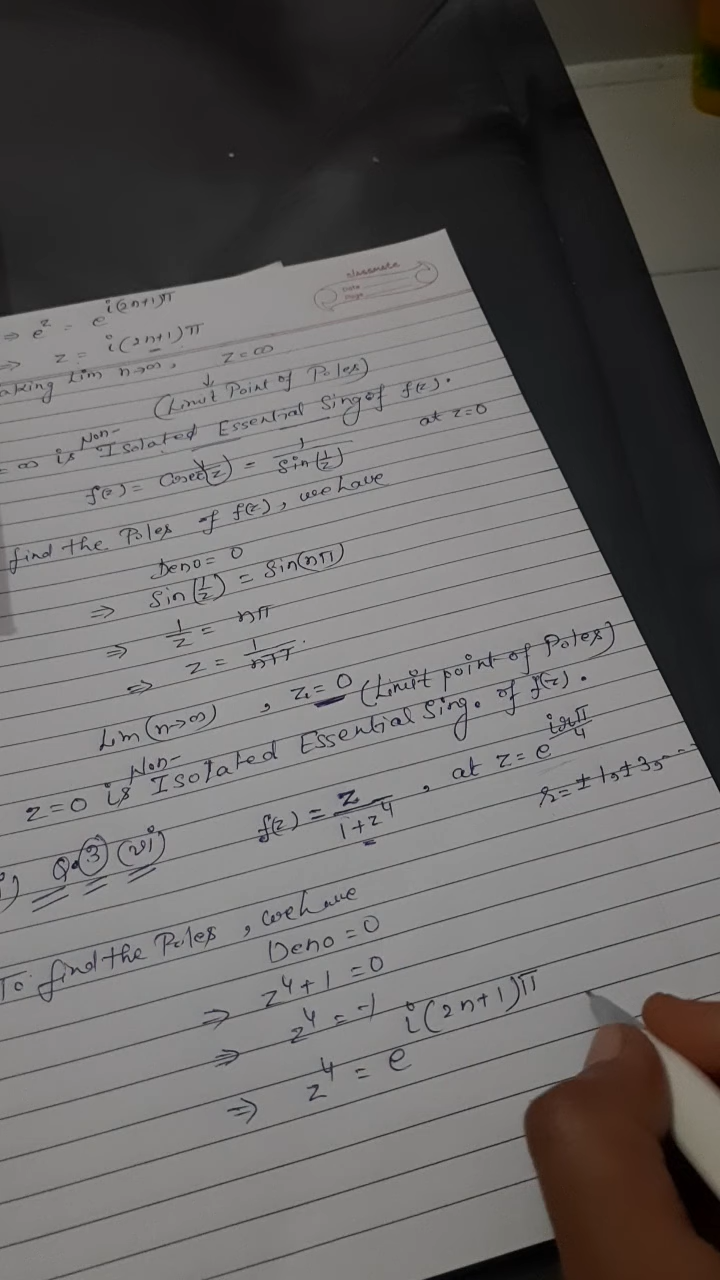 classmate
Date
Page
⇒ e^z = e^i(2n+1)π
⇒ z = i(2n+1)π
aking Lim n→∞, z = ∞
↓
(Limit Point of Poles)
= ∞ is Non-Isolated Essential Sing of f(z).
f(z) = Cosec(1/z) = 1/Sin(1/z) at z=0
find the Poles of f(z), we have
Deno = 0
⇒ Sin(1/z) = Sin(nπ)
⇒ 1/z = nπ
⇒ z = 1/nπ.
Lim (n→∞), z = 0 (Limit point of Poles)
z=0 is Non-Isolated Essential Sing. of f(z).
i) Q.3 (vi) f(z) = z/1+z^4, at z = e^irπ/4
r = ±1, ±3, ---
To find the Poles, we have
Deno = 0
⇒ z^4+1 = 0
⇒ z^4 = -1
⇒ z^4 = e^i(2n+1)π